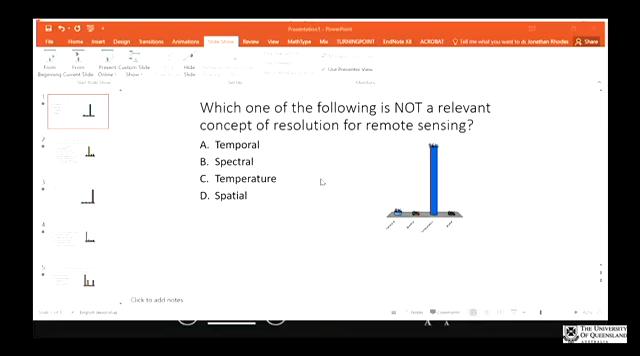 Presentation1 - PowerPoint
File Home Insert Design Transitions Animations Slide Show Review View MathType Mix TURNINGPOINT EndNote X8 ACROBAT Tell me what you want to do Jonathan Rhodes Share
From Beginning From Current Slide Present Online Custom Slide Show Hide Slide
Use Presenter View
Monitors
Which one of the following is NOT a relevant
concept of resolution for remote sensing?
A. Temporal
B. Spectral
C. Temperature
D. Spatial
Click to add notes
THE UNIVERSITY
OF QUEENSLAND
AUSTRALIA